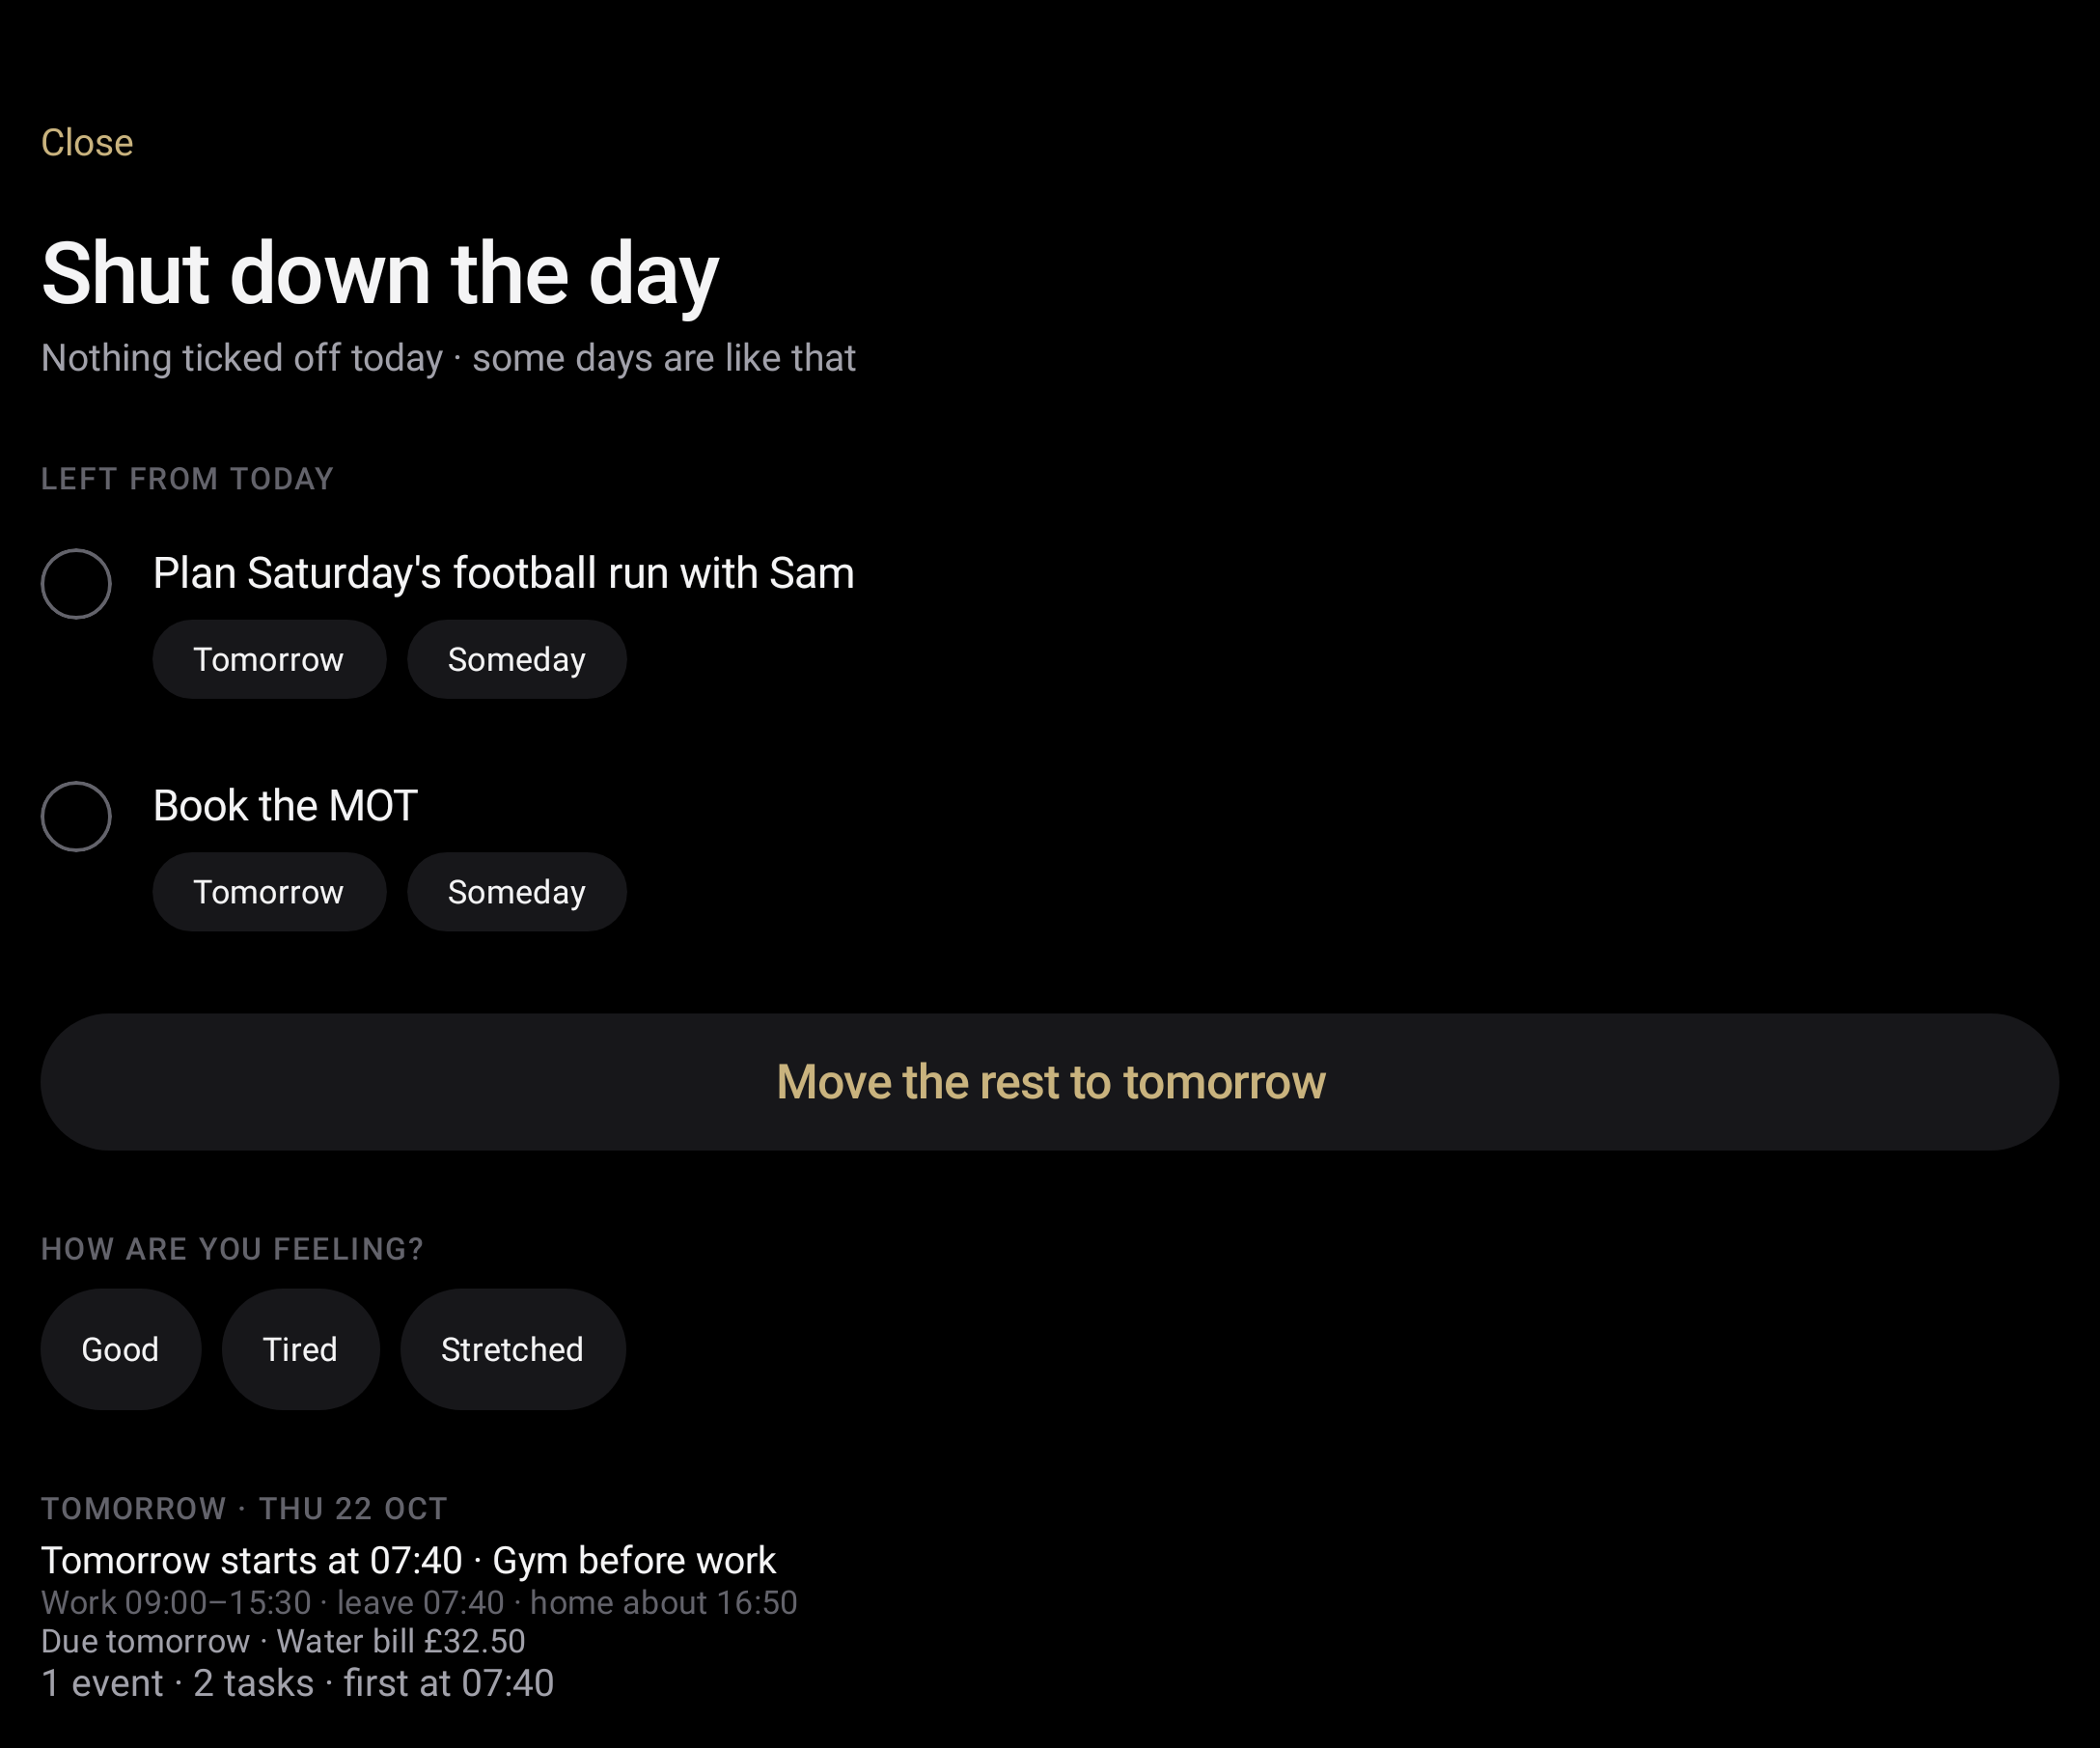 Close
Shut down the day
Nothing ticked off today · some days are like that
LEFT FROM TODAY
Plan Saturday's football run with Sam
Tomorrow Someday
Book the MOT
Tomorrow Someday
Move the rest to tomorrow
HOW ARE YOU FEELING?
Good Tired Stretched
TOMORROW · THU 22 OCT
Tomorrow starts at 07:40 · Gym before work
Work 09:00–15:30 · leave 07:40 · home about 16:50
Due tomorrow · Water bill £32.50
1 event · 2 tasks · first at 07:40